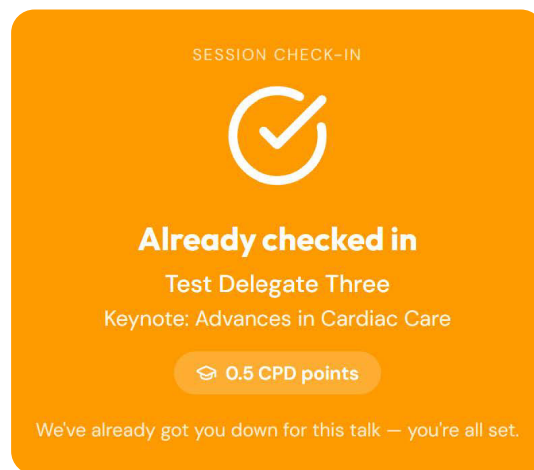 SESSION CHECK-IN
Already checked in
Test Delegate Three
Keynote: Advances in Cardiac Care
0.5 CPD points
We've already got you down for this talk — you're all set.